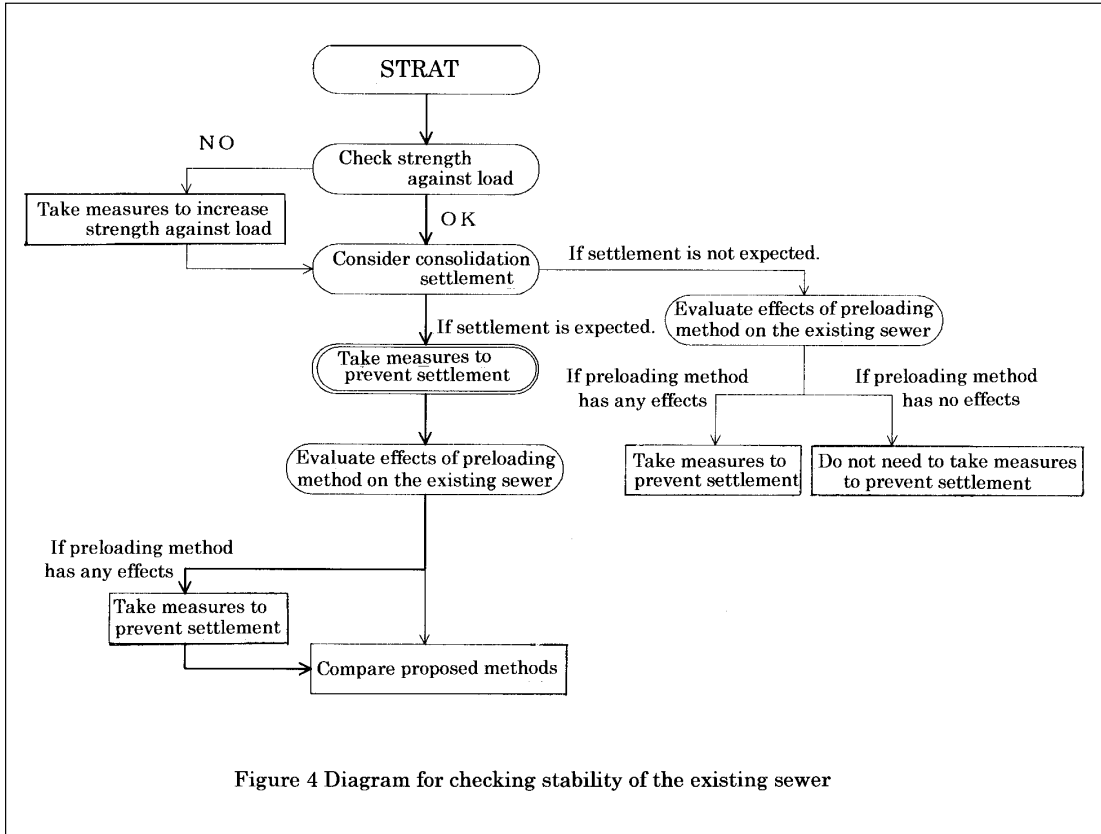 STRAT
NO
Check strength
against load
Take measures to increase
strength against load
OK
Consider consolidation
settlement
If settlement is not expected.
Evaluate effects of preloading
method on the existing sewer
If settlement is expected.
Take measures to
prevent settlement
If preloading method
has any effects
If preloading method
has no effects
Take measures to
prevent settlement
Do not need to take measures
to prevent settlement
Evaluate effects of preloading
method on the existing sewer
If preloading method
has any effects
Take measures to
prevent settlement
Compare proposed methods
Figure 4 Diagram for checking stability of the existing sewer